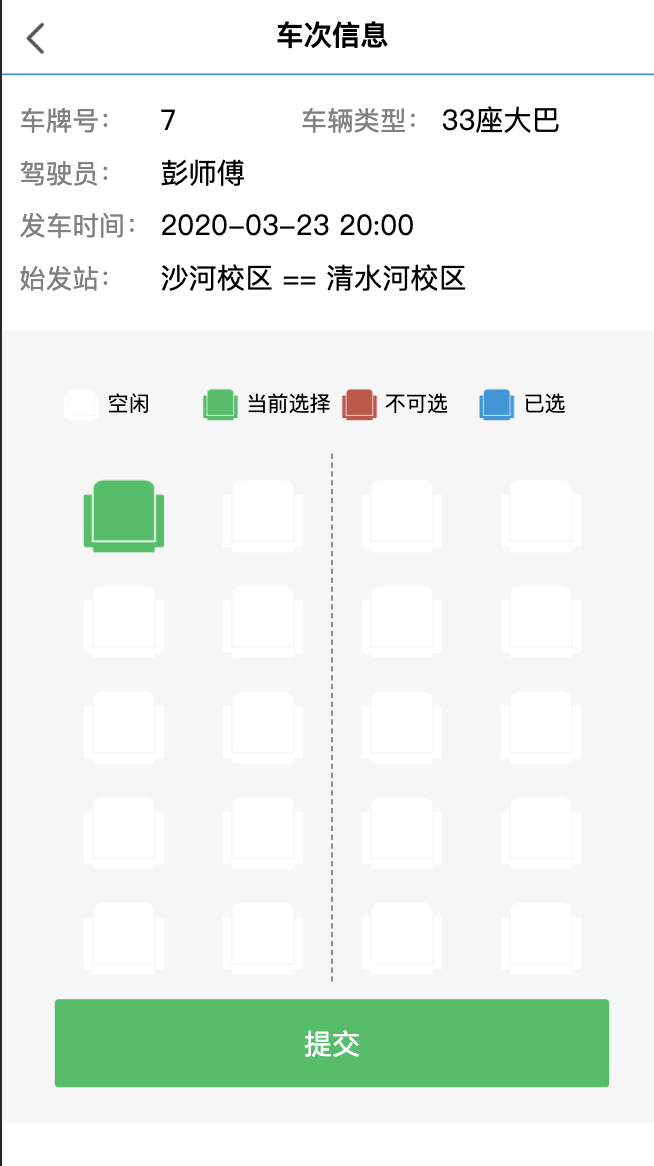 车次信息
车牌号： 7 车辆类型： 33座大巴
驾驶员： 彭师傅
发车时间： 2020-03-23 20:00
始发站： 沙河校区 == 清水河校区
空闲 当前选择 不可选 已选
提交